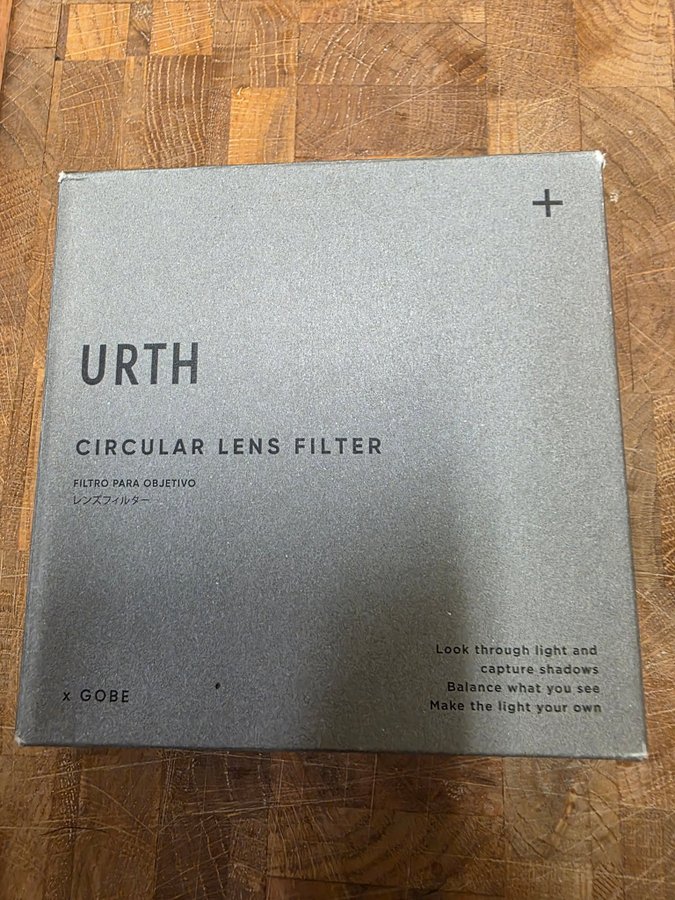 +
URTH
CIRCULAR LENS FILTER
FILTRO PARA OBJETIVO
レンズフィルター
x GOBE
Look through light and
capture shadows
Balance what you see
Make the light your own